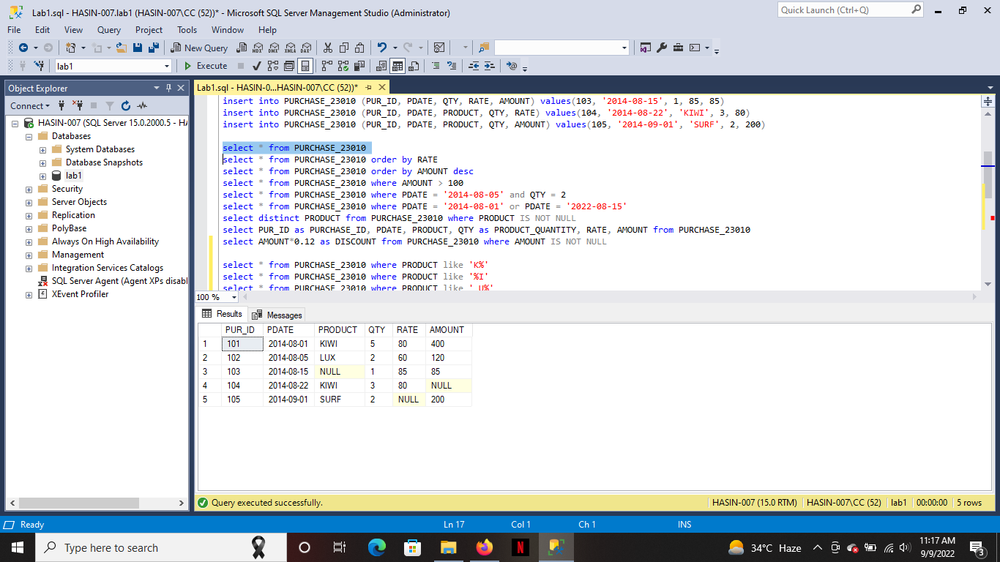 Lab1.sql - HASIN-007.lab1 (HASIN-007\CC (52))* - Microsoft SQL Server Management Studio (Administrator)
Quick Launch (Ctrl+Q)
File Edit View Query Project Tools Window Help
New Query MDX DMX XMLA DAX
lab1 Execute
Object Explorer
Connect
HASIN-007 (SQL Server 15.0.2000.5 - HA
Databases
System Databases
Database Snapshots
lab1
Security
Server Objects
Replication
PolyBase
Always On High Availability
Management
Integration Services Catalogs
SQL Server Agent (Agent XPs disabl
XEvent Profiler
Lab1.sql - HASIN-0...HASIN-007\CC (52))*
insert into PURCHASE_23010 (PUR_ID, PDATE, QTY, RATE, AMOUNT) values(103, '2014-08-15', 1, 85, 85)
insert into PURCHASE_23010 (PUR_ID, PDATE, PRODUCT, QTY, RATE) values(104, '2014-08-22', 'KIWI', 3, 80)
insert into PURCHASE_23010 (PUR_ID, PDATE, PRODUCT, QTY, AMOUNT) values(105, '2014-09-01', 'SURF', 2, 200)
select * from PURCHASE_23010
select * from PURCHASE_23010 order by RATE
select * from PURCHASE_23010 order by AMOUNT desc
select * from PURCHASE_23010 where AMOUNT > 100
select * from PURCHASE_23010 where PDATE = '2014-08-05' and QTY = 2
select * from PURCHASE_23010 where PDATE = '2014-08-01' or PDATE = '2022-08-15'
select distinct PRODUCT from PURCHASE_23010 where PRODUCT IS NOT NULL
select PUR_ID as PURCHASE_ID, PDATE, PRODUCT, QTY as PRODUCT_QUANTITY, RATE, AMOUNT from PURCHASE_23010
select AMOUNT*0.12 as DISCOUNT from PURCHASE_23010 where AMOUNT IS NOT NULL
select * from PURCHASE_23010 where PRODUCT like 'K%'
select * from PURCHASE_23010 where PRODUCT like '%I'
select * from PURCHASE_23010 where PRODUCT like '_U%'
100 %
Results Messages
PUR_ID PDATE PRODUCT QTY RATE AMOUNT
1 101 2014-08-01 KIWI 5 80 400
2 102 2014-08-05 LUX 2 60 120
3 103 2014-08-15 NULL 1 85 85
4 104 2014-08-22 KIWI 3 80 NULL
5 105 2014-09-01 SURF 2 NULL 200
Query executed successfully.
HASIN-007 (15.0 RTM) HASIN-007\CC (52) lab1 00:00:00 5 rows
Ready Ln 17 Col 1 Ch 1 INS
Type here to search
N
34°C Haze
11:17 AM
9/9/2022
3